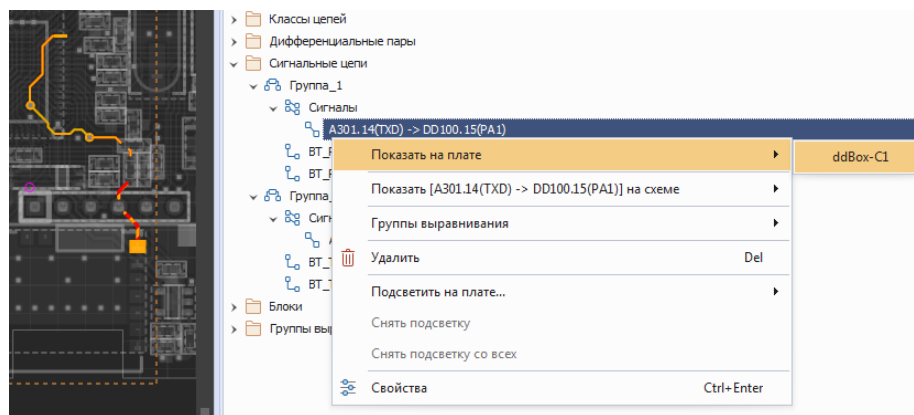 Классы цепей
Дифференциальные пары
Сигнальные цепи
Группа_1
Сигналы
A301.14(TXD) -> DD100.15(PA1)
BT_
Показать на плате
ddBox-C1
BT_
Показать [A301.14(TXD) -> DD100.15(PA1)] на схеме
Группа_
Группы выравнивания
Сиг
Удалить Del
BT_
BT_
Подсветить на плате...
Блоки
Снять подсветку
Группы вы
Снять подсветку со всех
Свойства Ctrl+Enter